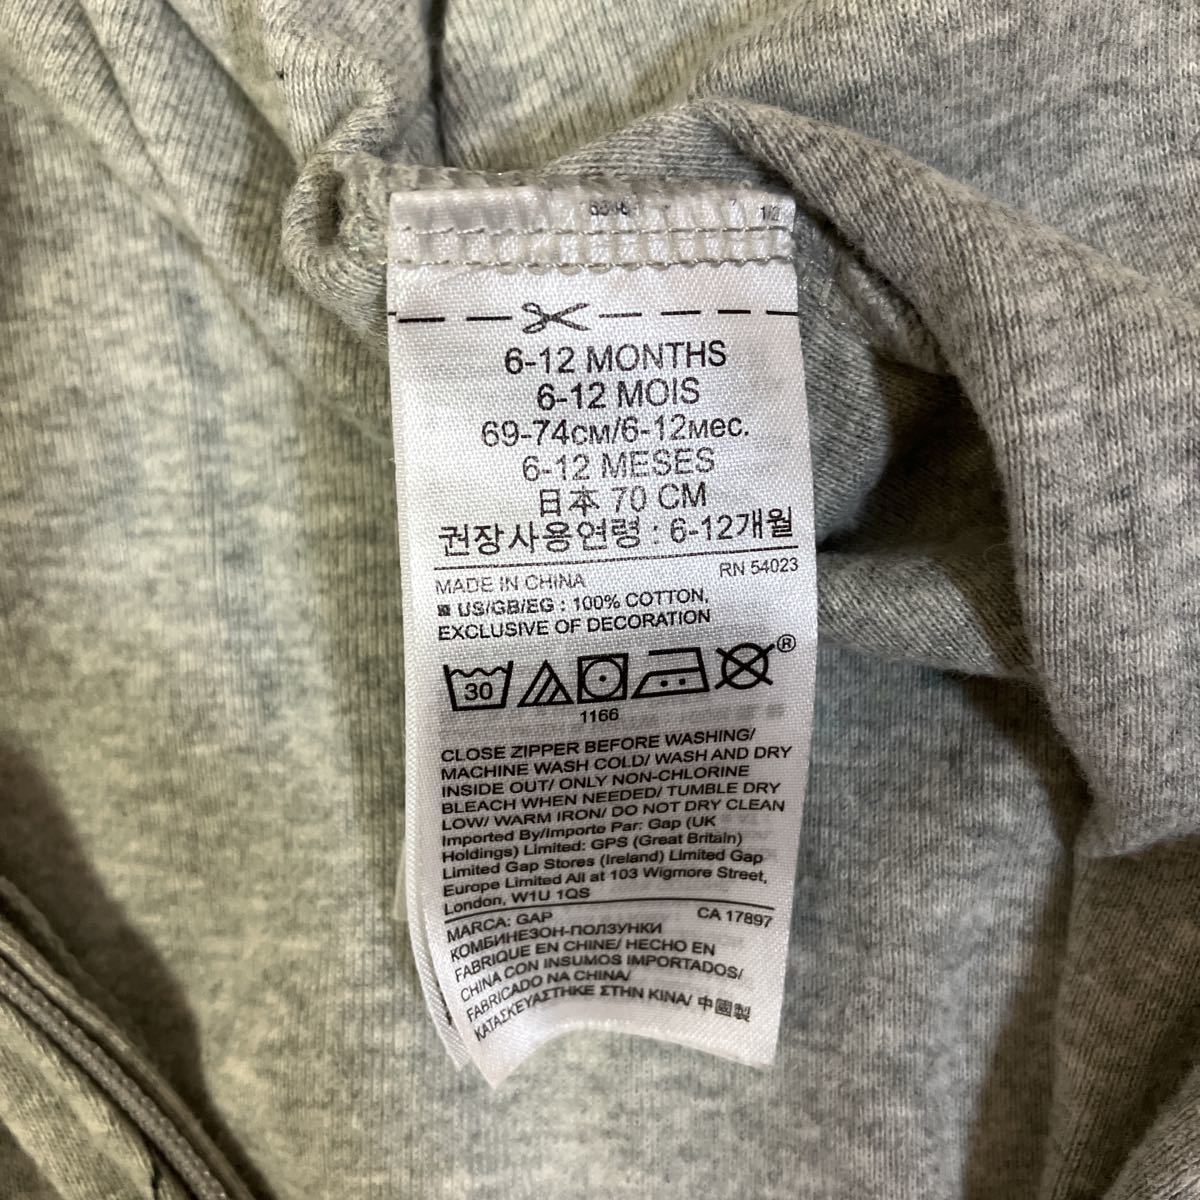 1/2
6-12 MONTHS
6-12 MOIS
69-74см/6-12мес.
6-12 MESES
日本 70 CM
권장사용연령 : 6-12개월
MADE IN CHINA RN 54023
US/GB/EG : 100% COTTON,
EXCLUSIVE OF DECORATION
30 ®
1166
CLOSE ZIPPER BEFORE WASHING/
MACHINE WASH COLD/ WASH AND DRY
INSIDE OUT/ ONLY NON-CHLORINE
BLEACH WHEN NEEDED/ TUMBLE DRY
LOW/ WARM IRON/ DO NOT DRY CLEAN
Imported By/Importe Par: Gap (UK
Holdings) Limited: GPS (Great Britain)
Limited Gap Stores (Ireland) Limited Gap
Europe Limited All at 103 Wigmore Street,
London, W1U 1QS
МАRCA: GAP CA 17897
КОМБИНЕЗОН-ПОЛЗУНКИ
FABRIQUE EN CHINE/ HECHO EN
CHINA CON INSUMOS IMPORTADOS/
FABRICADO NA CHINA/
ΚΑΤΑΣΚΕΥΑΣΤΗΚΕ ΣΤΗΝ ΚΙΝΑ/ 中國製